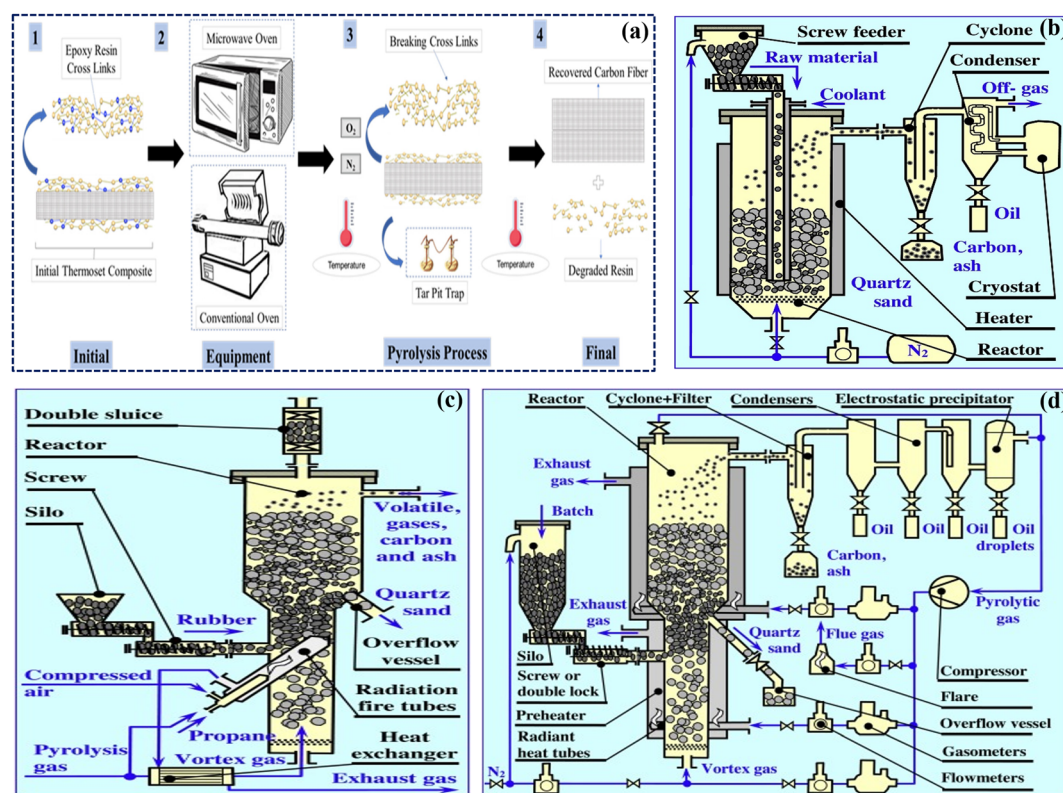 (a)
1
2
3
4
Epoxy Resin
Cross Links
Initial Thermoset Composite
Initial
Microwave Oven
Conventional Oven
Equipment
Breaking Cross Links
O₂
N₂
Temperature
Tar Pit Trap
Pyrolysis Process
Temperature
Recovered Carbon Fiber
Degraded Resin
Final
(b)
Screw feeder
Raw material
Coolant
Cyclone
Condenser
Off- gas
Oil
Carbon,
ash
Quartz
sand
Cryostat
Heater
N₂
Reactor
(c)
Double sluice
Reactor
Screw
Silo
Volatile,
gases,
carbon
and ash
Quartz
sand
Rubber
Overflow
vessel
Compressed
air
Radiation
fire tubes
Propane
Pyrolysis
gas
Heat
exchanger
Vortex gas
Exhaust gas
(d)
Reactor
Cyclone+Filter
Condensers
Electrostatic precipitator
Exhaust
gas
Batch
Oil
Oil
Oil
Oil
droplets
Carbon,
ash
Exhaust
gas
Pyrolytic
gas
Flue gas
Quartz
sand
Silo
Screw or
double lock
Compressor
Preheater
Flare
Radiant
heat tubes
Overflow vessel
Gasometers
N₂
Vortex gas
Flowmeters